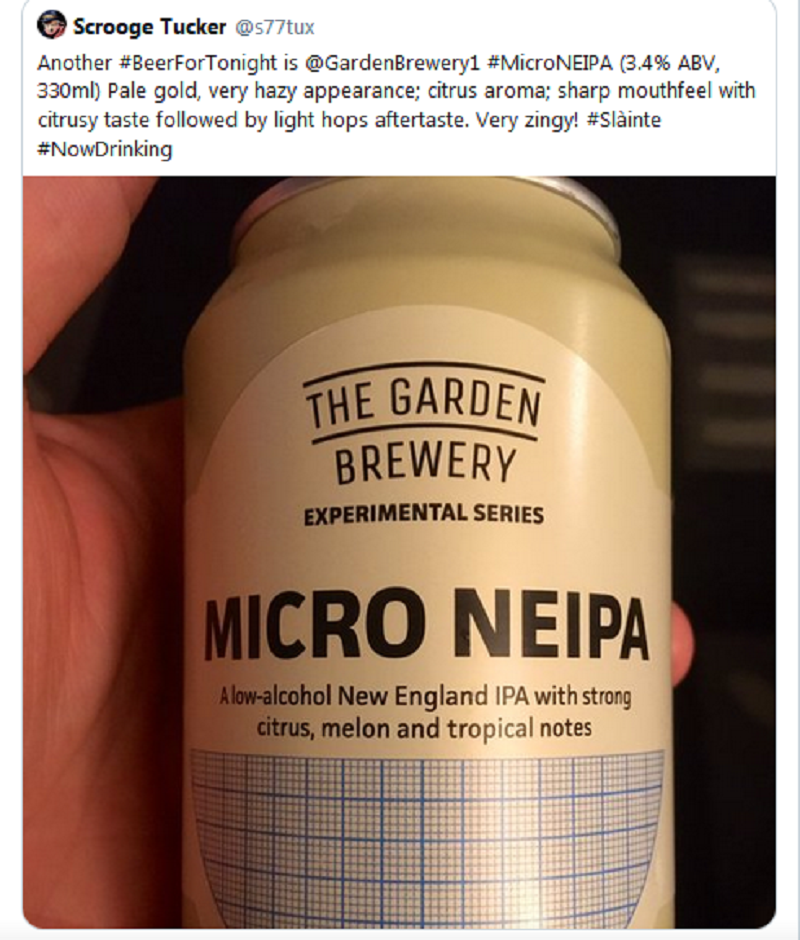 Scrooge Tucker @s77tux
Another #BeerForTonight is @GardenBrewery1 #MicroNEIPA (3.4% ABV,
330ml) Pale gold, very hazy appearance; citrus aroma; sharp mouthfeel with
citrusy taste followed by light hops aftertaste. Very zingy! #Slàinte
#NowDrinking
THE GARDEN
BREWERY
EXPERIMENTAL SERIES
MICRO NEIPA
A low-alcohol New England IPA with strong
citrus, melon and tropical notes